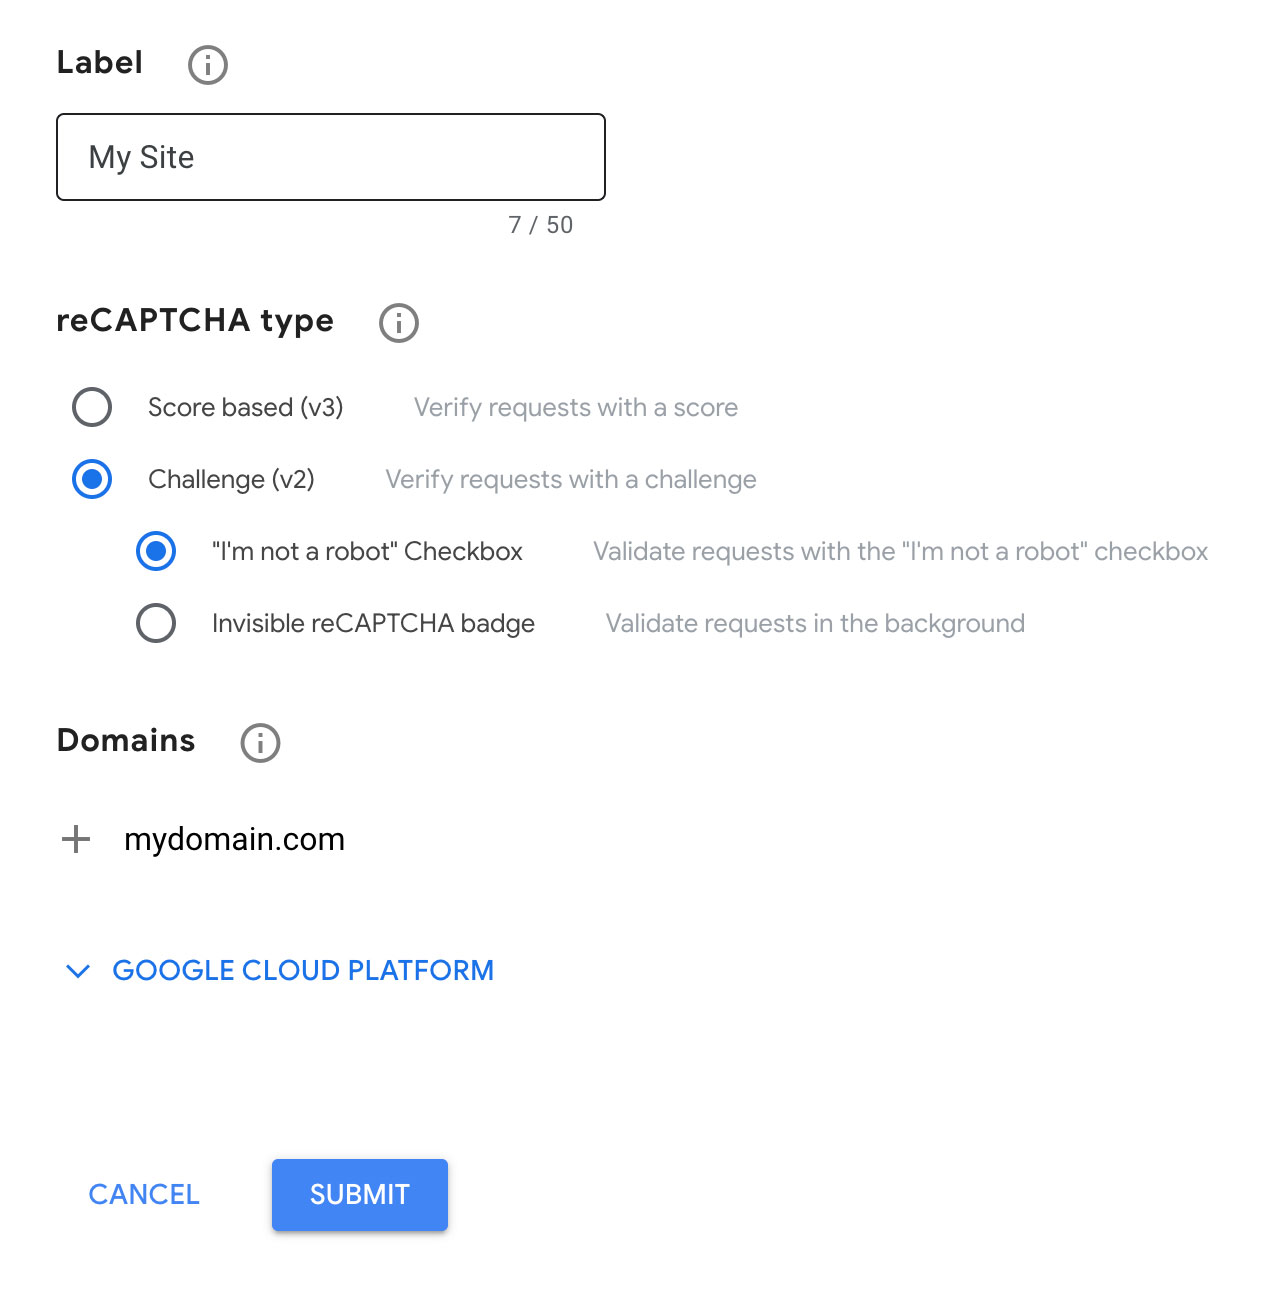 Label
My Site
7 / 50
reCAPTCHA type
Score based (v3) Verify requests with a score
Challenge (v2) Verify requests with a challenge
"I'm not a robot" Checkbox Validate requests with the "I'm not a robot" checkbox
Invisible reCAPTCHA badge Validate requests in the background
Domains
mydomain.com
GOOGLE CLOUD PLATFORM
CANCEL SUBMIT